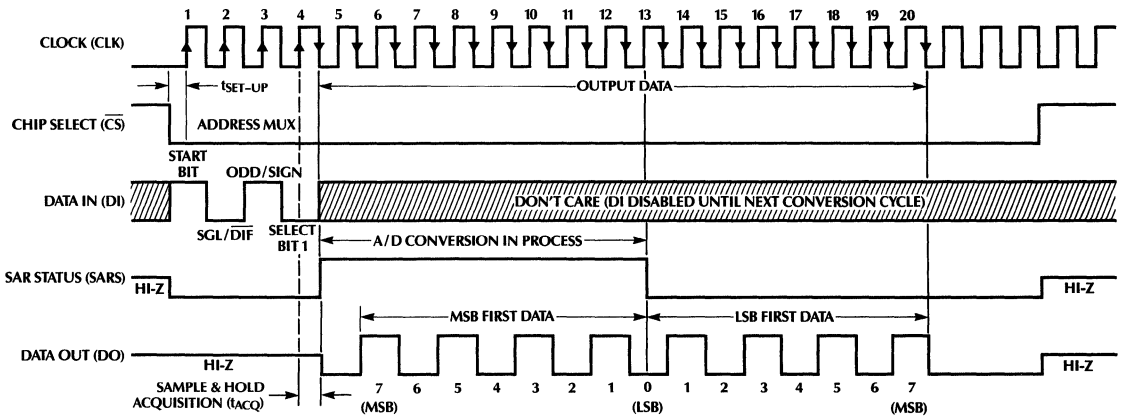 1 2 3 4 5 6 7 8 9 10 11 12 13 14 15 16 17 18 19 20
CLOCK (CLK)
tSET-UP
OUTPUT DATA
CHIP SELECT (CS)
ADDRESS MUX
START
BIT
ODD/SIGN
DATA IN (DI)
DON'T CARE (DI DISABLED UNTIL NEXT CONVERSION CYCLE)
SGL/DIF
SELECT
BIT 1
A/D CONVERSION IN PROCESS
SAR STATUS (SARS)
HI-Z
HI-Z
MSB FIRST DATA
LSB FIRST DATA
DATA OUT (DO)
HI-Z
HI-Z
SAMPLE & HOLD
ACQUISITION (tACQ)
7 6 5 4 3 2 1 0 1 2 3 4 5 6 7
(MSB) (LSB) (MSB)